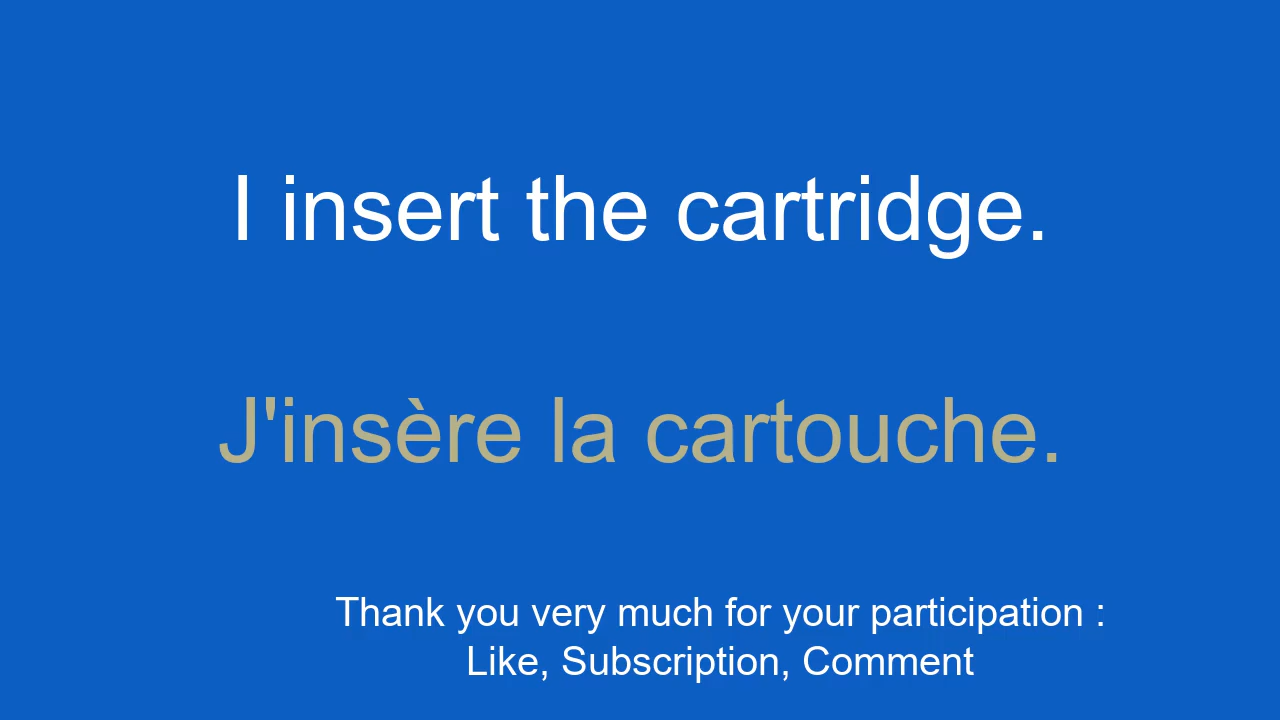 I insert the cartridge.
J'insère la cartouche.
Thank you very much for your participation :
Like, Subscription, Comment